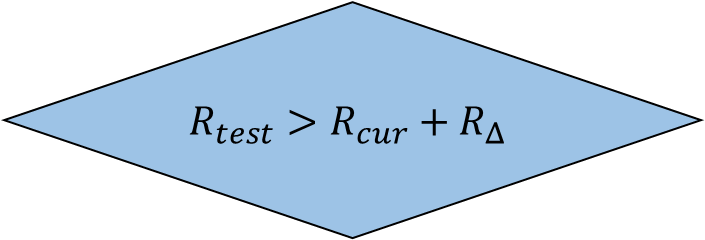 R_test > R_cur + R_Δ